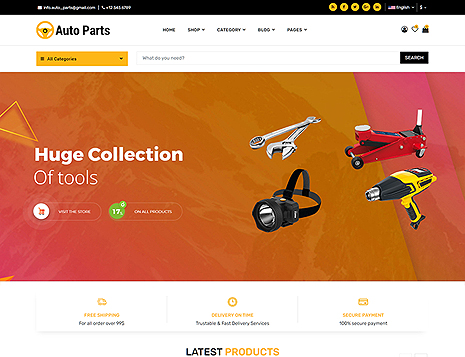 info.auto_parts@gmail.com
+12 345 6789
English
$
Auto Parts
HOME
SHOP
CATEGORY
BLOG
PAGES
All Categories
What do you need?
SEARCH
Huge Collection
Of tools
VISIT THE STORE
17%
ON ALL PRODUCTS
FREE SHIPPING
For all order over 99$
DELIVERY ON TIME
Trustable & Fast Delivery Services
SECURE PAYMENT
100% secure payment
LATEST PRODUCTS